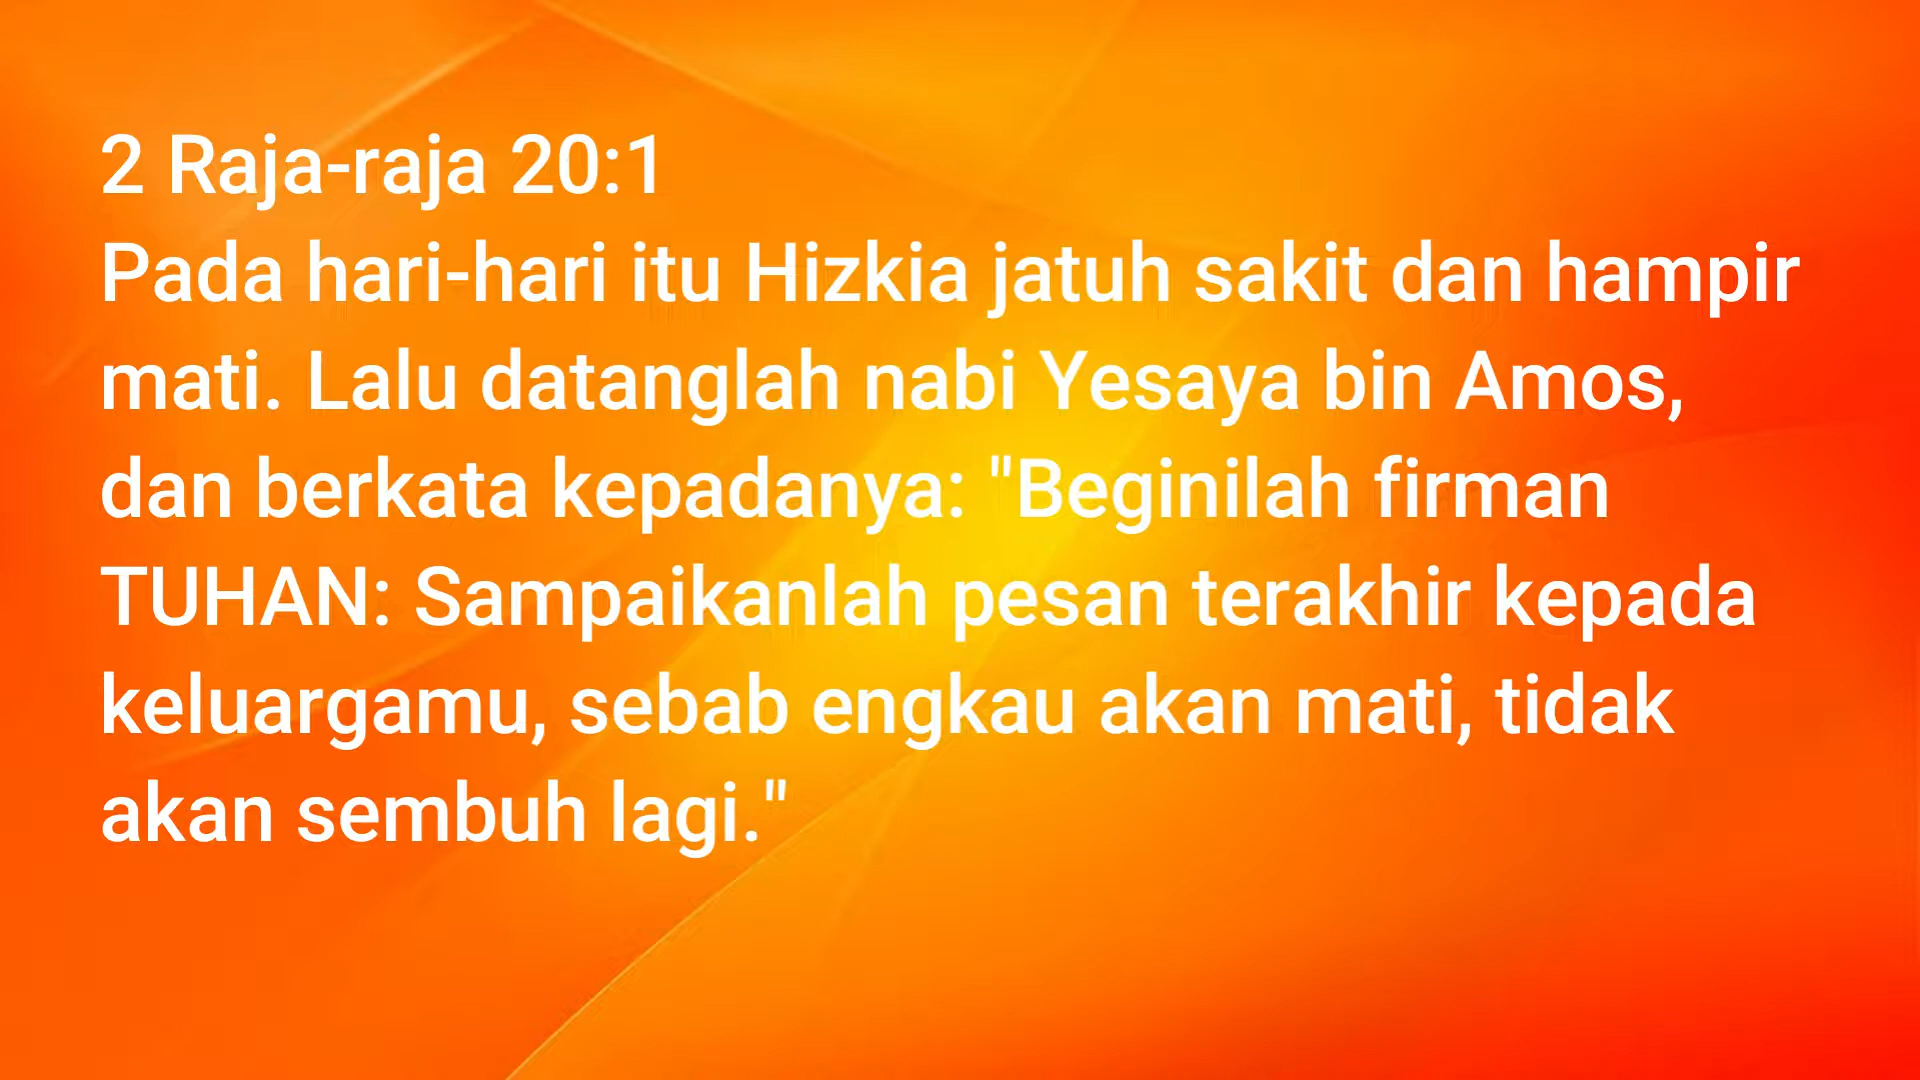 2 Raja-raja 20:1
Pada hari-hari itu Hizkia jatuh sakit dan hampir
mati. Lalu datanglah nabi Yesaya bin Amos,
dan berkata kepadanya: "Beginilah firman
TUHAN: Sampaikanlah pesan terakhir kepada
keluargamu, sebab engkau akan mati, tidak
akan sembuh lagi."